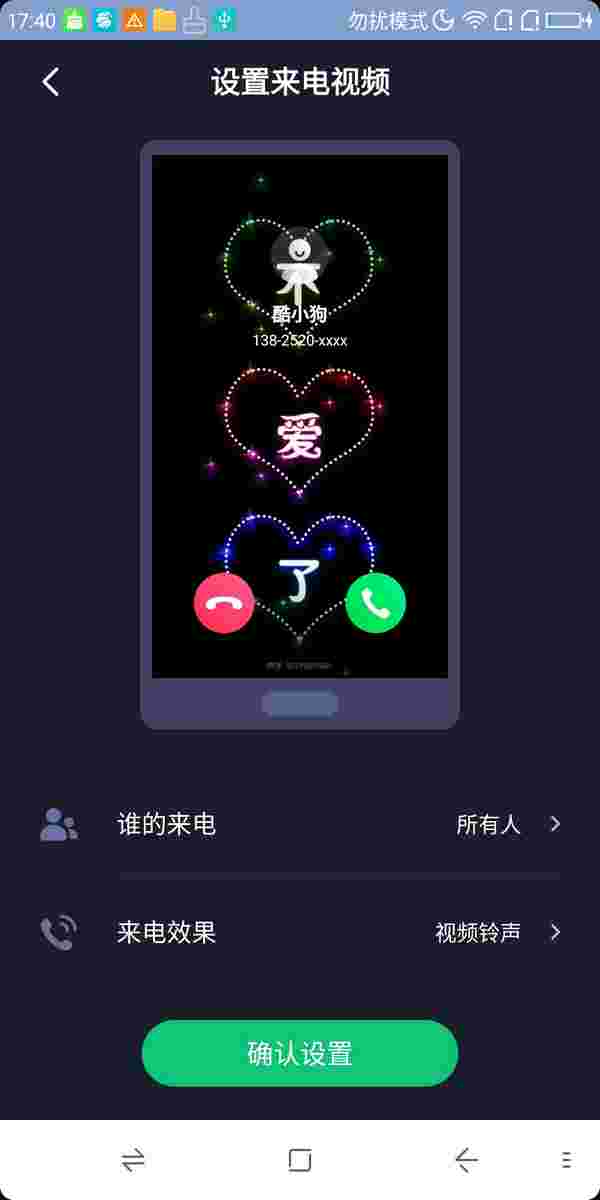 17:40 勿扰模式
设置来电视频
来
酷小狗
138-2520-xxxx
爱
了
谁的来电 所有人
来电效果 视频铃声
确认设置